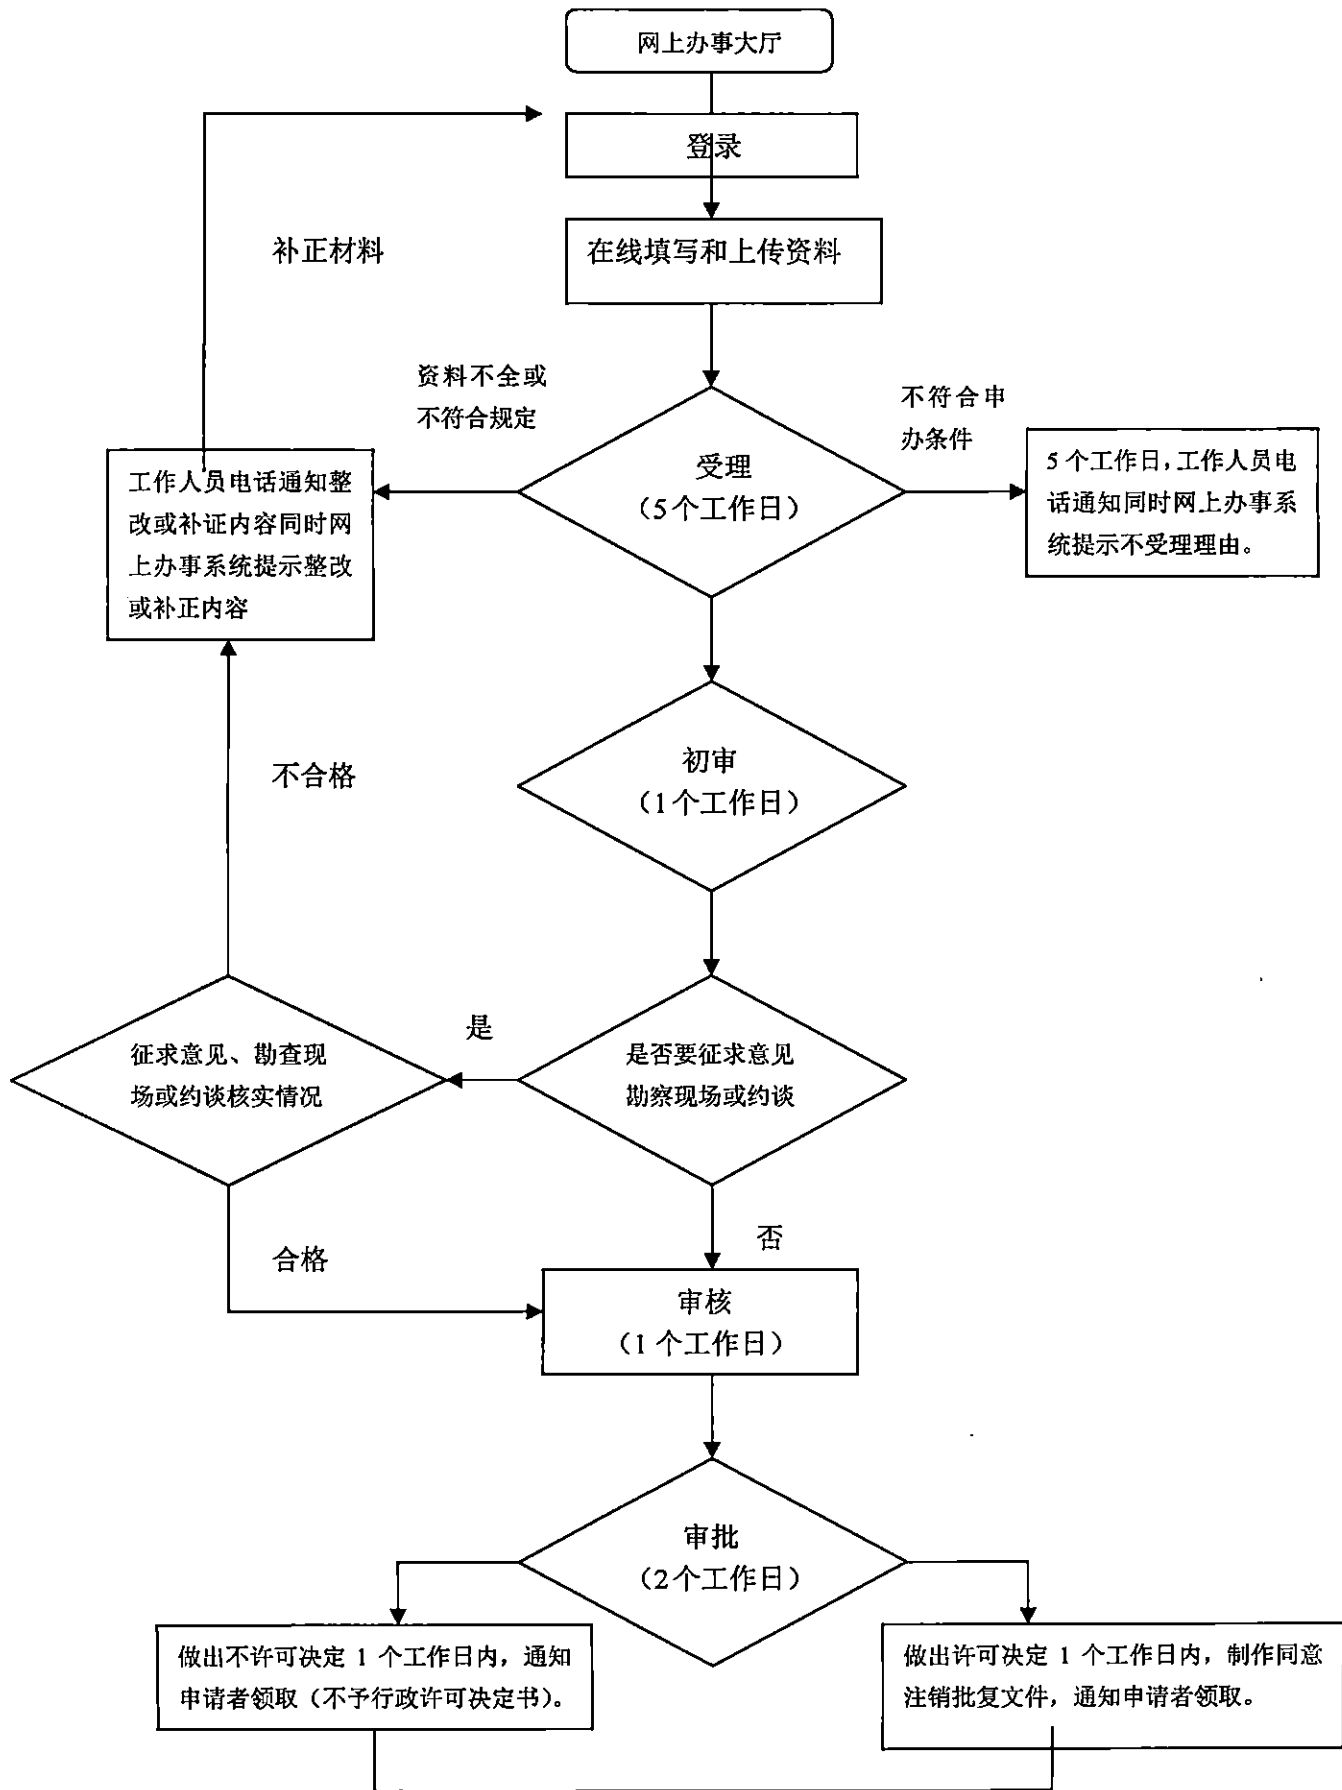 网上办事大厅
登录
补正材料
在线填写和上传资料
资料不全或
不符合规定
不符合申
办条件
工作人员电话通知整
改或补证内容同时网
上办事系统提示整改
或补正内容
受理
（5个工作日）
5 个工作日，工作人员电
话通知同时网上办事系
统提示不受理理由。
初审
（1个工作日）
不合格
是
征求意见、勘查现
场或约谈核实情况
是否要征求意见
勘察现场或约谈
合格
否
审核
（1 个工作日）
审批
（2个工作日）
做出不许可决定 1 个工作日内，通知
申请者领取（不予行政许可决定书）。
做出许可决定 1 个工作日内，制作同意
注销批复文件，通知申请者领取。